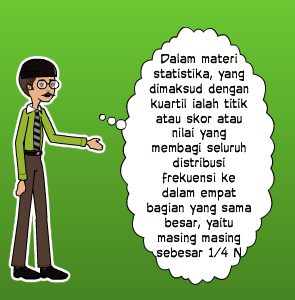 Dalam materi
statistika, yang
dimaksud dengan
kuartil ialah titik
atau skor atau
nilai yang
membagi seluruh
distribusi
frekuensi ke
dalam empat
bagian yang sama
besar, yaitu
masing masing
sebesar 1/4 N